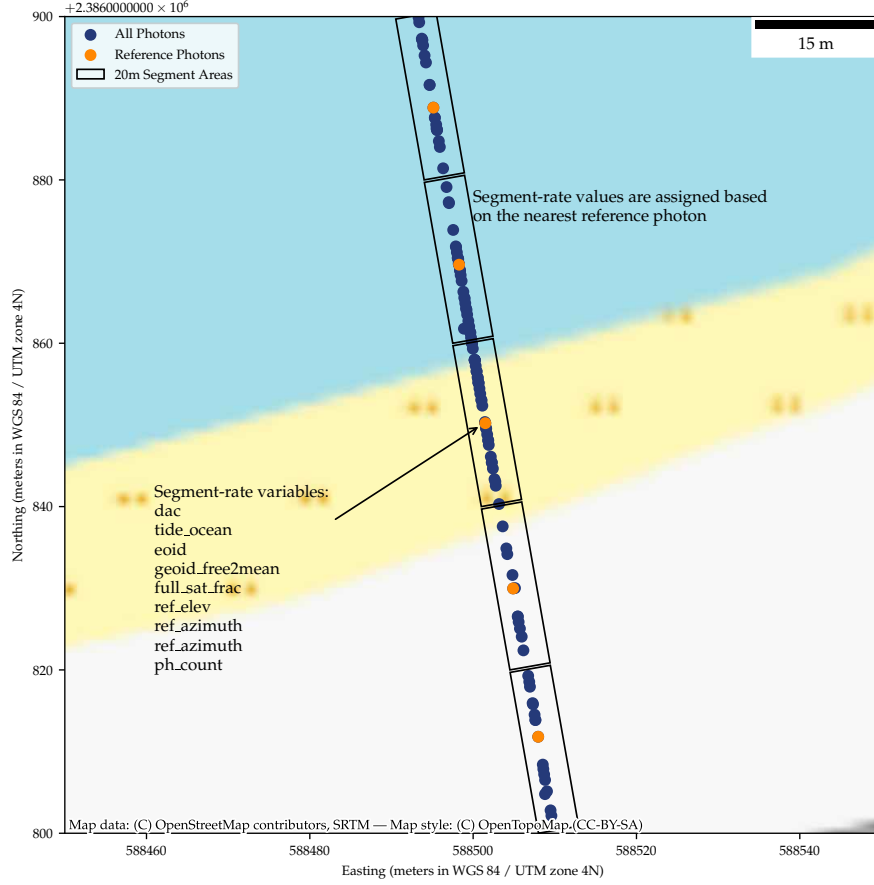 +2.3860000000 × 10⁶
900
880
860
840
820
800
Northing (meters in WGS 84 / UTM zone 4N)
All Photons
Reference Photons
20m Segment Areas
15 m
Segment-rate values are assigned based
on the nearest reference photon
Segment-rate variables:
dac
tide_ocean
eoid
geoid_free2mean
full_sat_frac
ref_elev
ref_azimuth
ref_azimuth
ph_count
Map data: (C) OpenStreetMap contributors, SRTM — Map style: (C) OpenTopoMap (CC-BY-SA)
588460
588480
588500
588520
588540
Easting (meters in WGS 84 / UTM zone 4N)